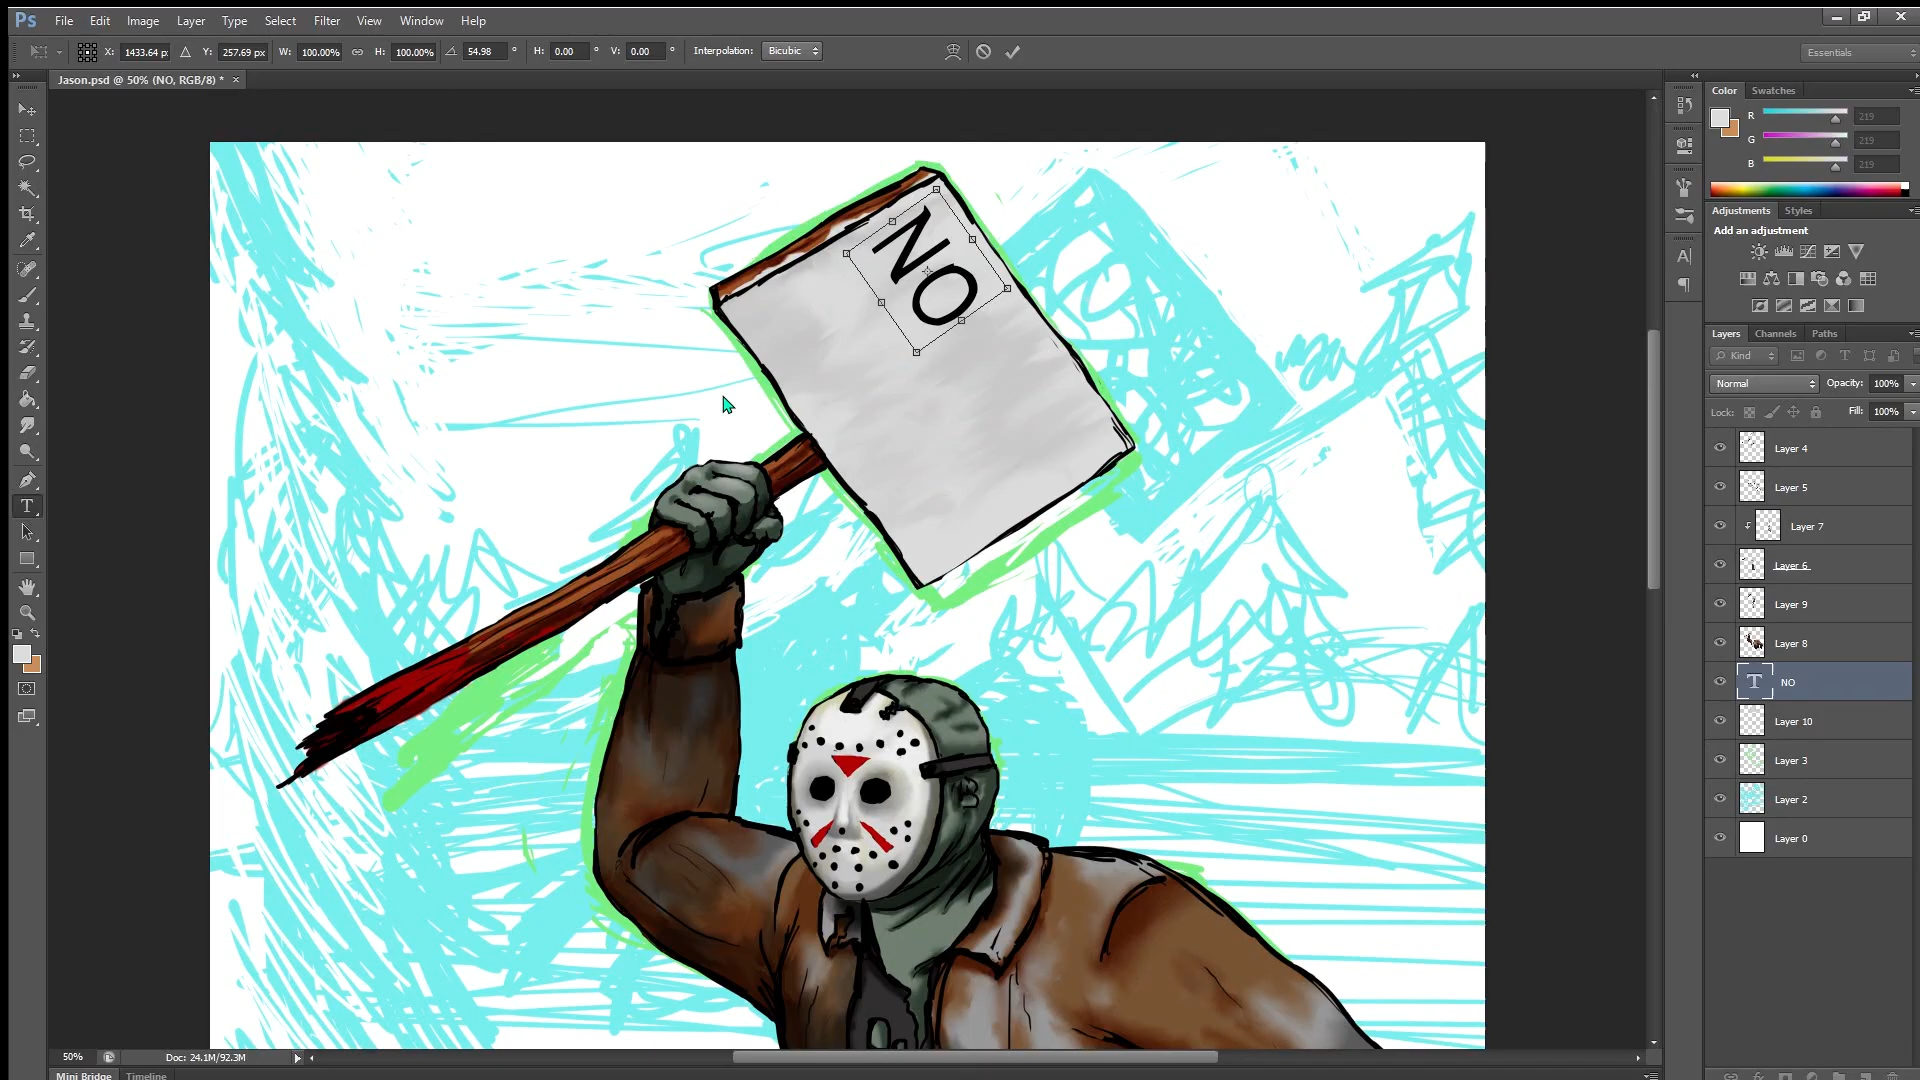 Ps File Edit Image Layer Type Select Filter View Window Help
X: 1433.64 p Y: 257.69 px W: 100.00% H: 100.00% 54.98 ° H: 0.00 ° V: 0.00 ° Interpolation: Bicubic Essentials
Jason.psd @ 50% (NO, RGB/8) * ×
Color Swatches
R 219
G 219
B 219
Adjustments Styles
Add an adjustment
Layers Channels Paths
Kind
Normal Opacity: 100%
Lock: Fill: 100%
Layer 4
Layer 5
Layer 7
Layer 6
Layer 9
Layer 8
NO
Layer 10
Layer 3
Layer 2
Layer 0
NO
50% Doc: 24.1M/92.3M
Mini Bridge Timeline